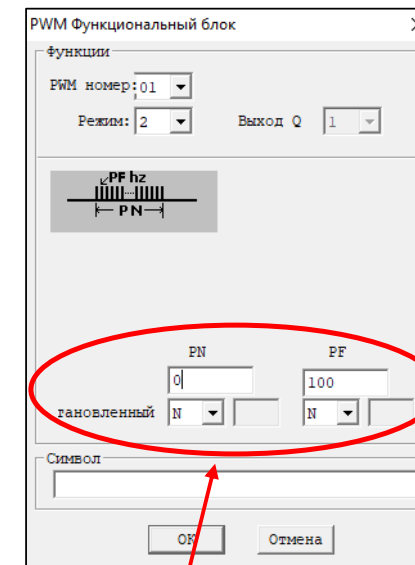 PWM Функциональный блок
Функции
PWM номер: 01
Режим: 2 Выход Q 1
PF hz
PN
PN PF
0 100
тановленный N N
Символ
OK Отмена